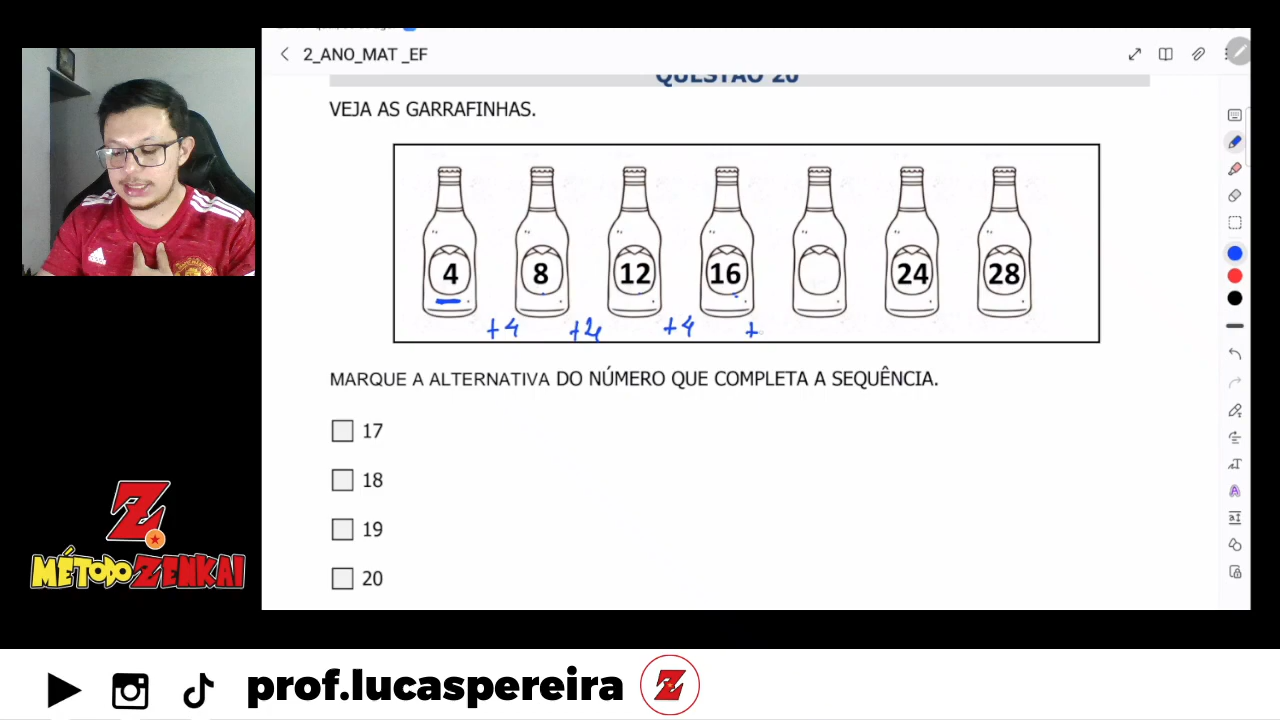 2_ANO_MAT _EF
QUESTÃO 20
VEJA AS GARRAFINHAS.
4 8 12 16 24 28
+4 +4 +4 +
MARQUE A ALTERNATIVA DO NÚMERO QUE COMPLETA A SEQUÊNCIA.
17
18
19
20
Z
MÉTODO ZENKAI
prof.lucaspereira
Z